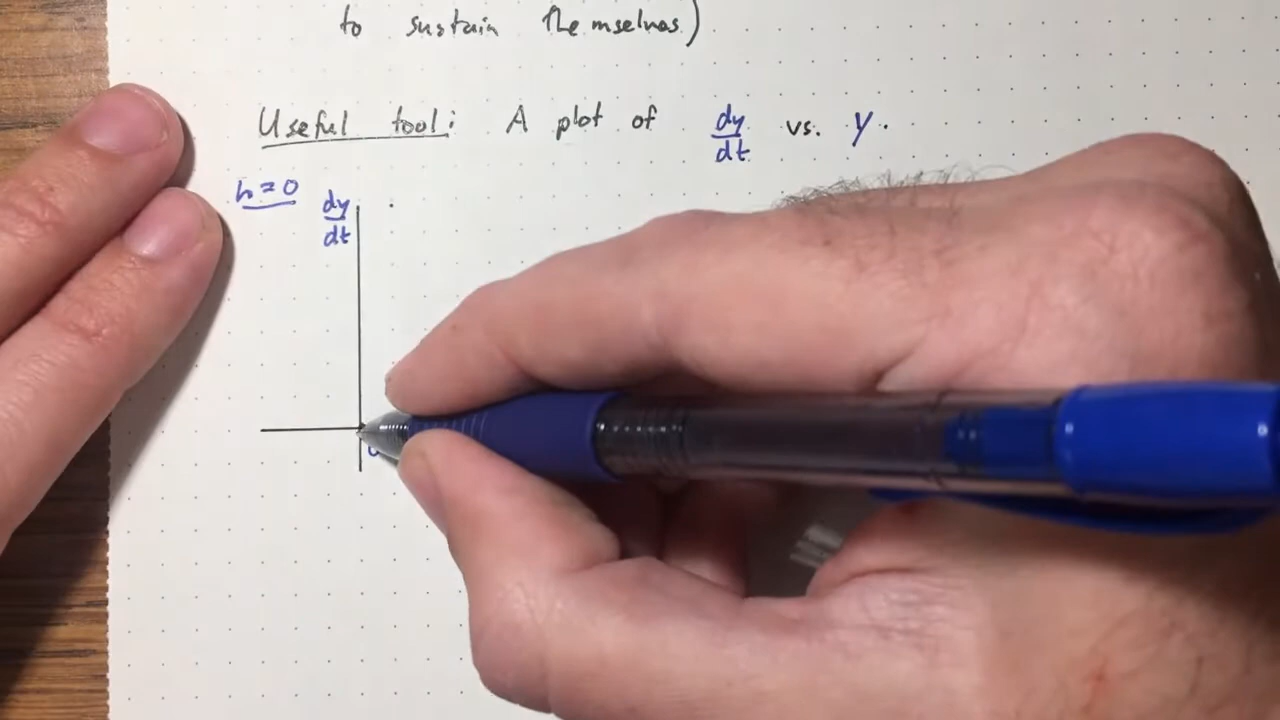 to sustain themselves)
Useful tool: A plot of dy/dt vs. y.
h=0
dy/dt